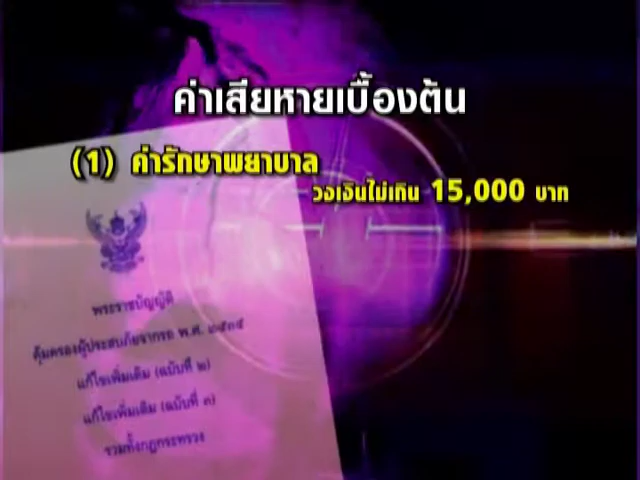 ค่าเสียหายเบื้องต้น
(1) ค่ารักษาพยาบาล
วงเงินไม่เกิน 15,000 บาท
พระราชบัญญัติ
คุ้มครองผู้ประสบภัยจากรถ พ.ศ. ๒๕๓๕
แก้ไขเพิ่มเติม (ฉบับที่ ๒)
แก้ไขเพิ่มเติม (ฉบับที่ ๓)
รวมทั้งกฎกระทรวง